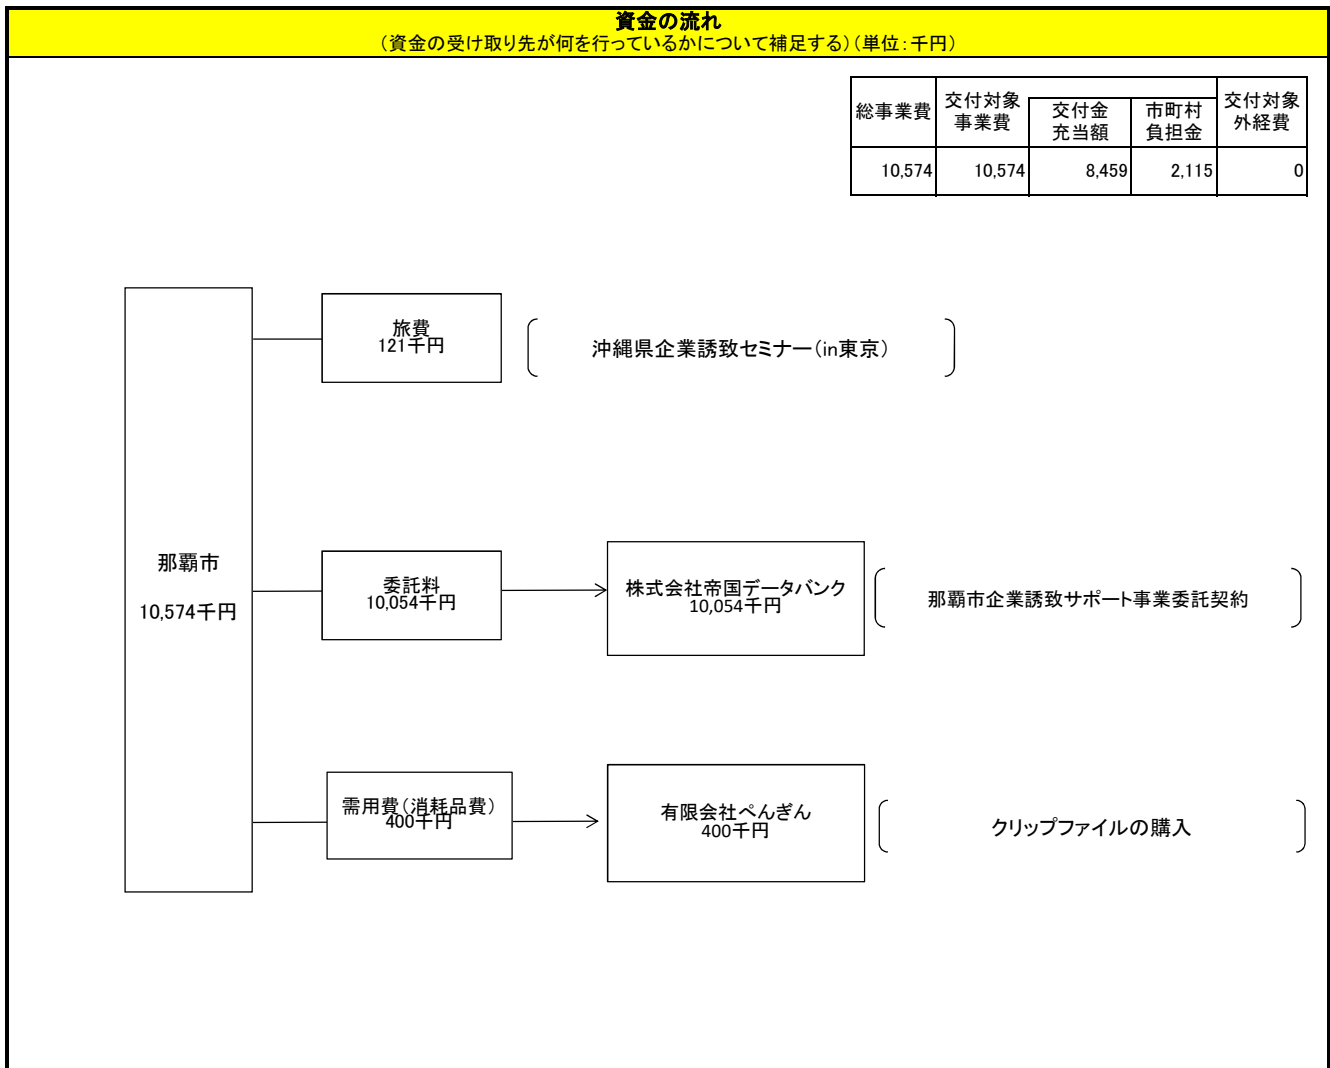 資金の流れ
（資金の受け取り先が何を行っているかについて補足する）（単位：千円）
総事業費
交付対象
事業費
交付金
充当額
市町村
負担金
交付対象
外経費
10,574
10,574
8,459
2,115
0
旅費
121千円
沖縄県企業誘致セミナー（in東京）
那覇市
10,574千円
委託料
10,054千円
株式会社帝国データバンク
10,054千円
那覇市企業誘致サポート事業委託契約
需用費（消耗品費）
400千円
有限会社ぺんぎん
400千円
クリップファイルの購入